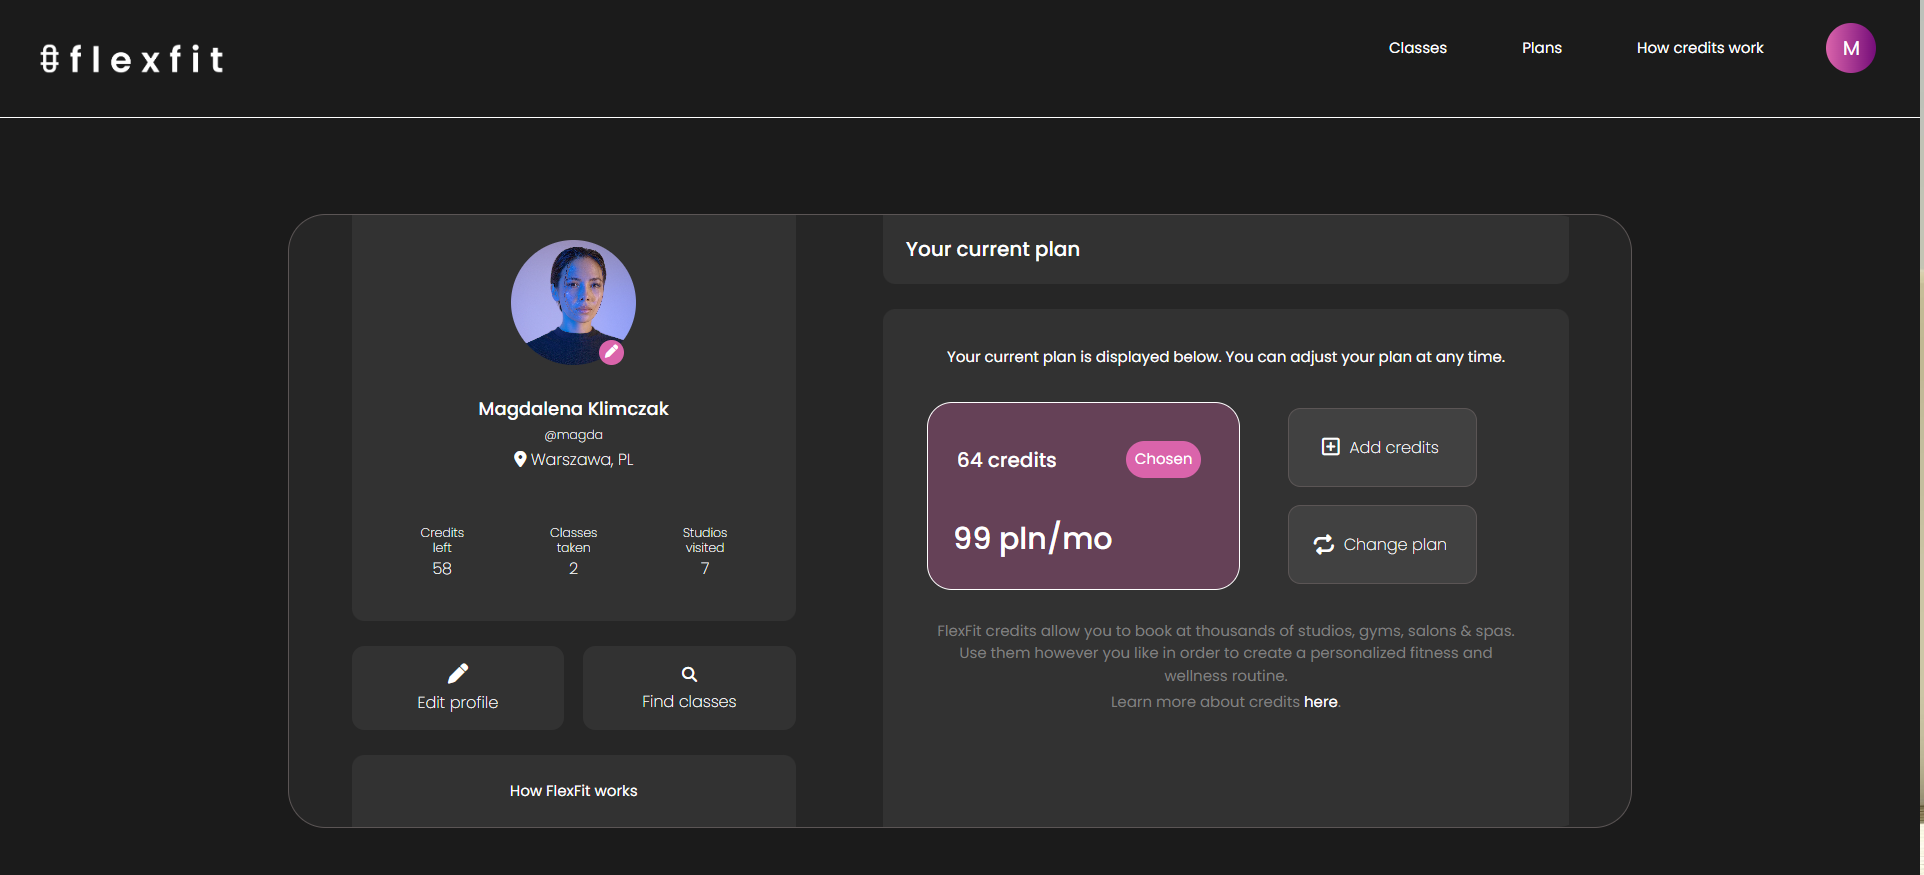 flexfit
Classes
Plans
How credits work
M
Magdalena Klimczak
@magda
Warszawa, PL
Credits
left
58
Classes
taken
2
Studios
visited
7
Edit profile
Find classes
How FlexFit works
Your current plan
Your current plan is displayed below. You can adjust your plan at any time.
64 credits
Chosen
99 pln/mo
Add credits
Change plan
FlexFit credits allow you to book at thousands of studios, gyms, salons & spas.
Use them however you like in order to create a personalized fitness and
wellness routine.
Learn more about credits here.